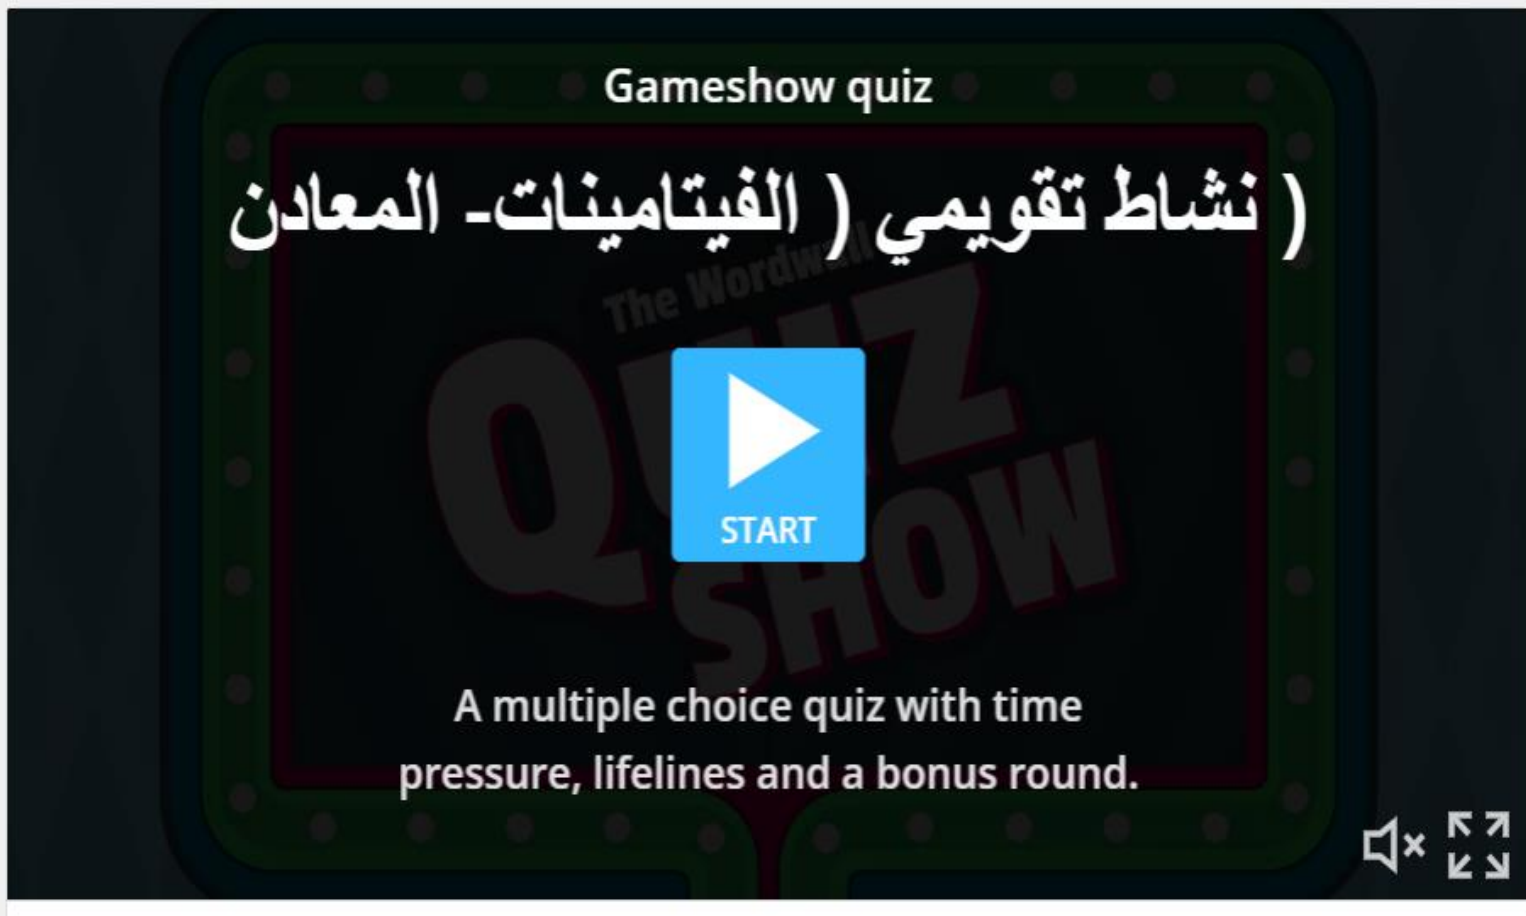 Gameshow quiz
( نشاط تقويمي ( الفيتامينات- المعادن
The Wordwall
QUIZ
SHOW
START
A multiple choice quiz with time
pressure, lifelines and a bonus round.